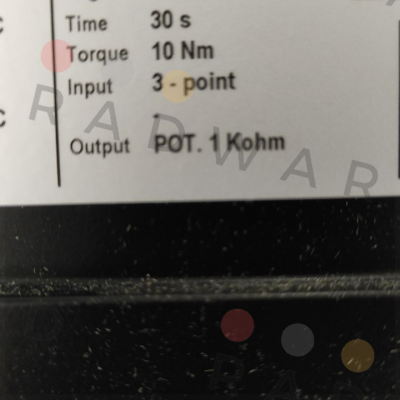 Time 30 s
Torque 10 Nm
Input 3 - point
-
Output POT. 1 Kohm
RADWAR